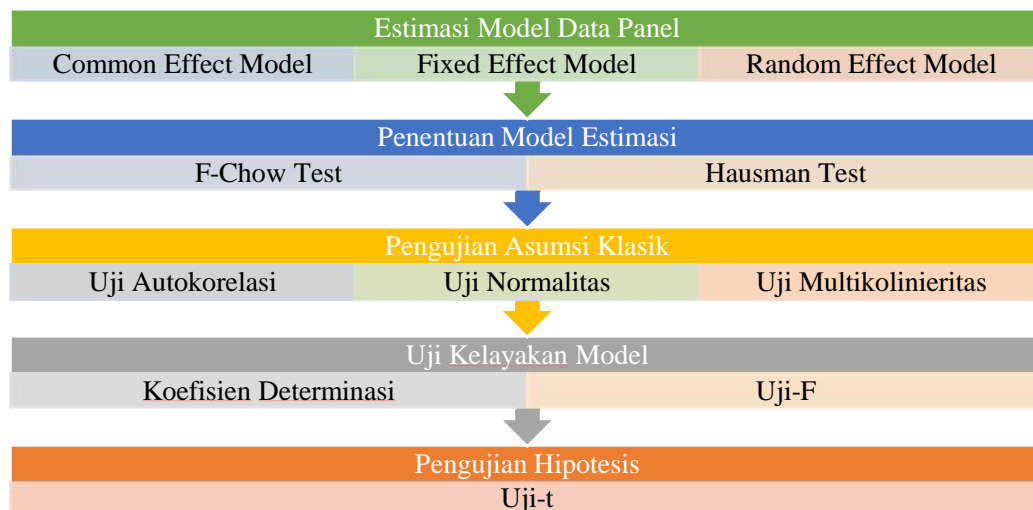 Estimasi Model Data Panel
Common Effect Model Fixed Effect Model Random Effect Model
Penentuan Model Estimasi
F-Chow Test Hausman Test
Pengujian Asumsi Klasik
Uji Autokorelasi Uji Normalitas Uji Multikolinieritas
Uji Kelayakan Model
Koefisien Determinasi Uji-F
Pengujian Hipotesis
Uji-t